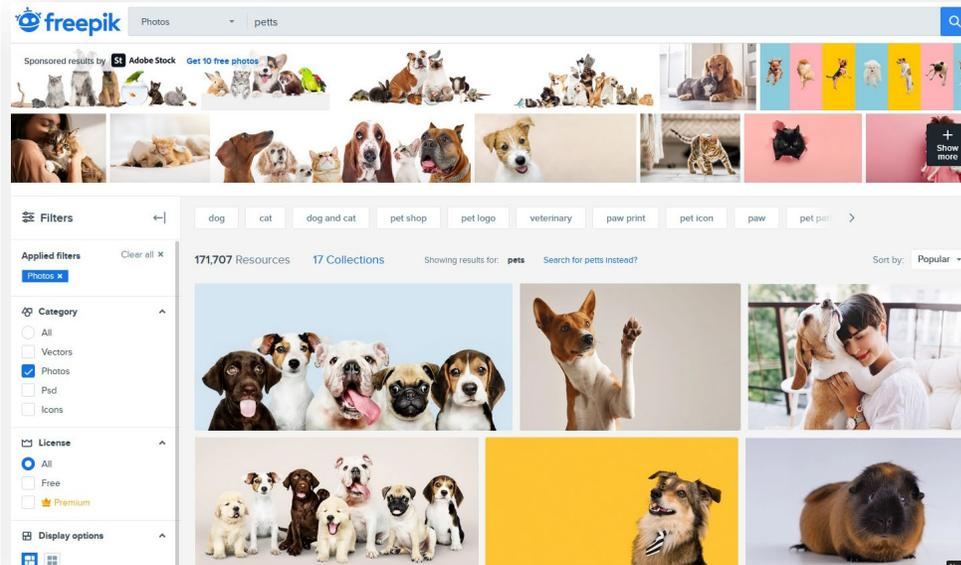 freepik
Photos
petts
Sponsored results by St Adobe Stock Get 10 free photos
+
Show
more
Filters
dog
cat
dog and cat
pet shop
pet logo
veterinary
paw print
pet icon
paw
Applied filters
Clear all ×
Photos ×
171,707 Resources
17 Collections
Showing results for: pets
Search for petts instead?
Sort by:
Popular
Category
All
Vectors
Photos
Psd
Icons
License
All
Free
Premium
Display options